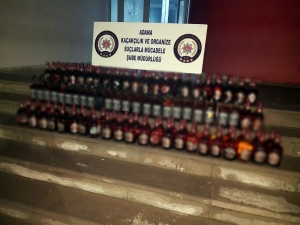 ADANA
KAÇAKÇILIK VE ORGANİZE
SUÇLARLA MÜCADELE
ŞUBE MÜDÜRLÜĞÜ